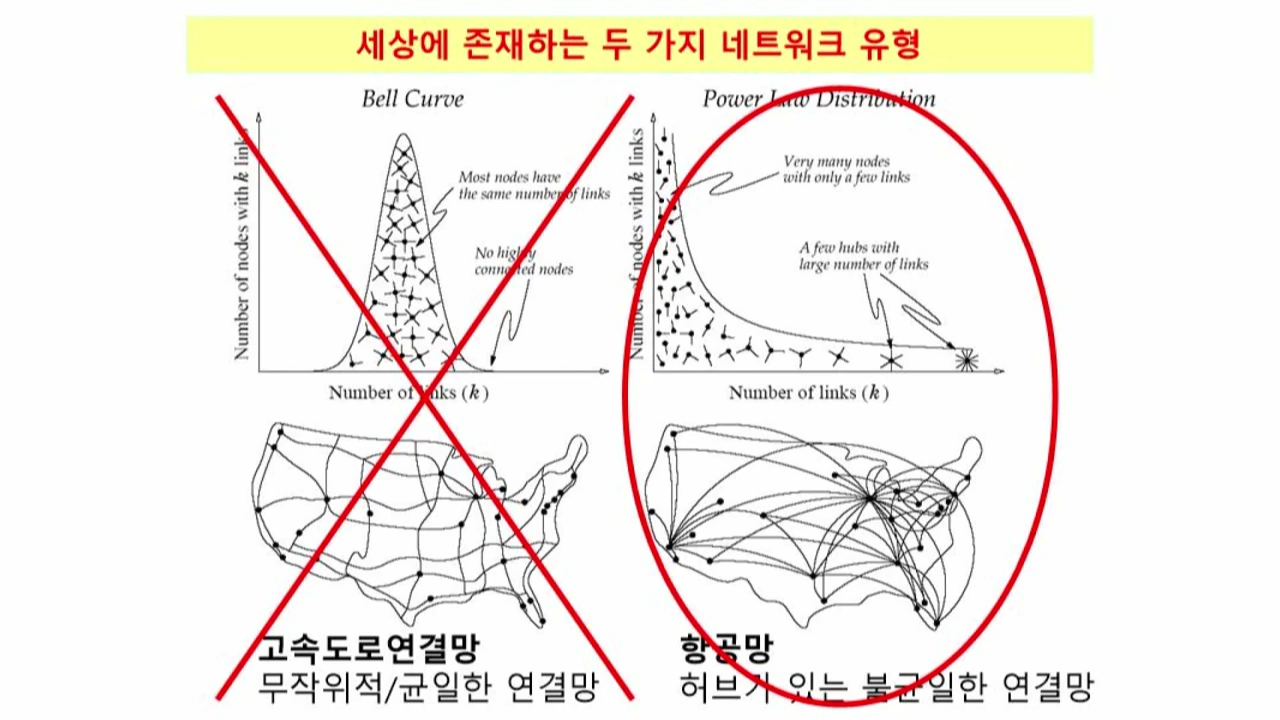 세상에 존재하는 두 가지 네트워크 유형
Bell Curve
Number of nodes with k links
Most nodes have
the same number of links
No highly
connected nodes
Number of links (k)
고속도로연결망
무작위적/균일한 연결망
Power Law Distribution
Number of nodes with k links
Very many nodes
with only a few links
A few hubs with
large number of links
Number of links (k)
항공망
허브가 있는 불균일한 연결망